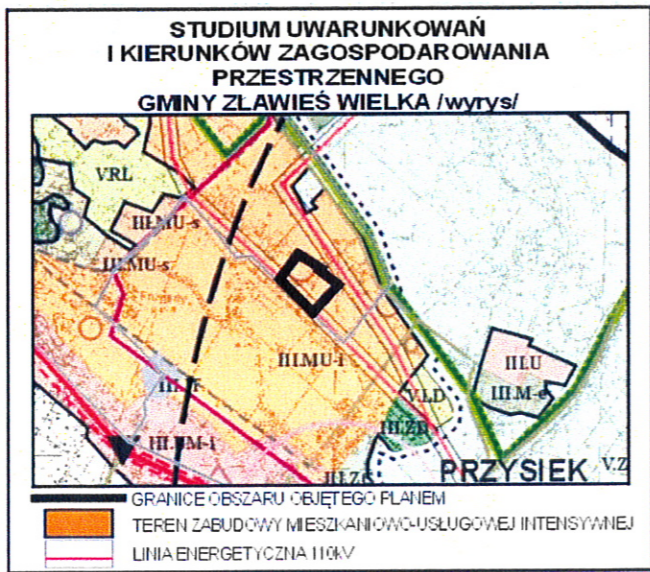 STUDIUM UWARUNKOWAŃ
I KIERUNKÓW ZAGOSPODAROWANIA
PRZESTRZENNEGO
GMINY ZŁAWIEŚ WIELKA /wyrys/
V.RL
III.MU-s
III.MU-s
III.MU-i
II.U
III.M-e
V.LD
III.ZD
PRZYSIEK
V.Z
GRANICE OBSZARU OBJĘTEGO PLANEM
TEREN ZABUDOWY MIESZKANIOWO-USŁUGOWEJ INTENSYWNEJ
LINIA ENERGETYCZNA 110kV